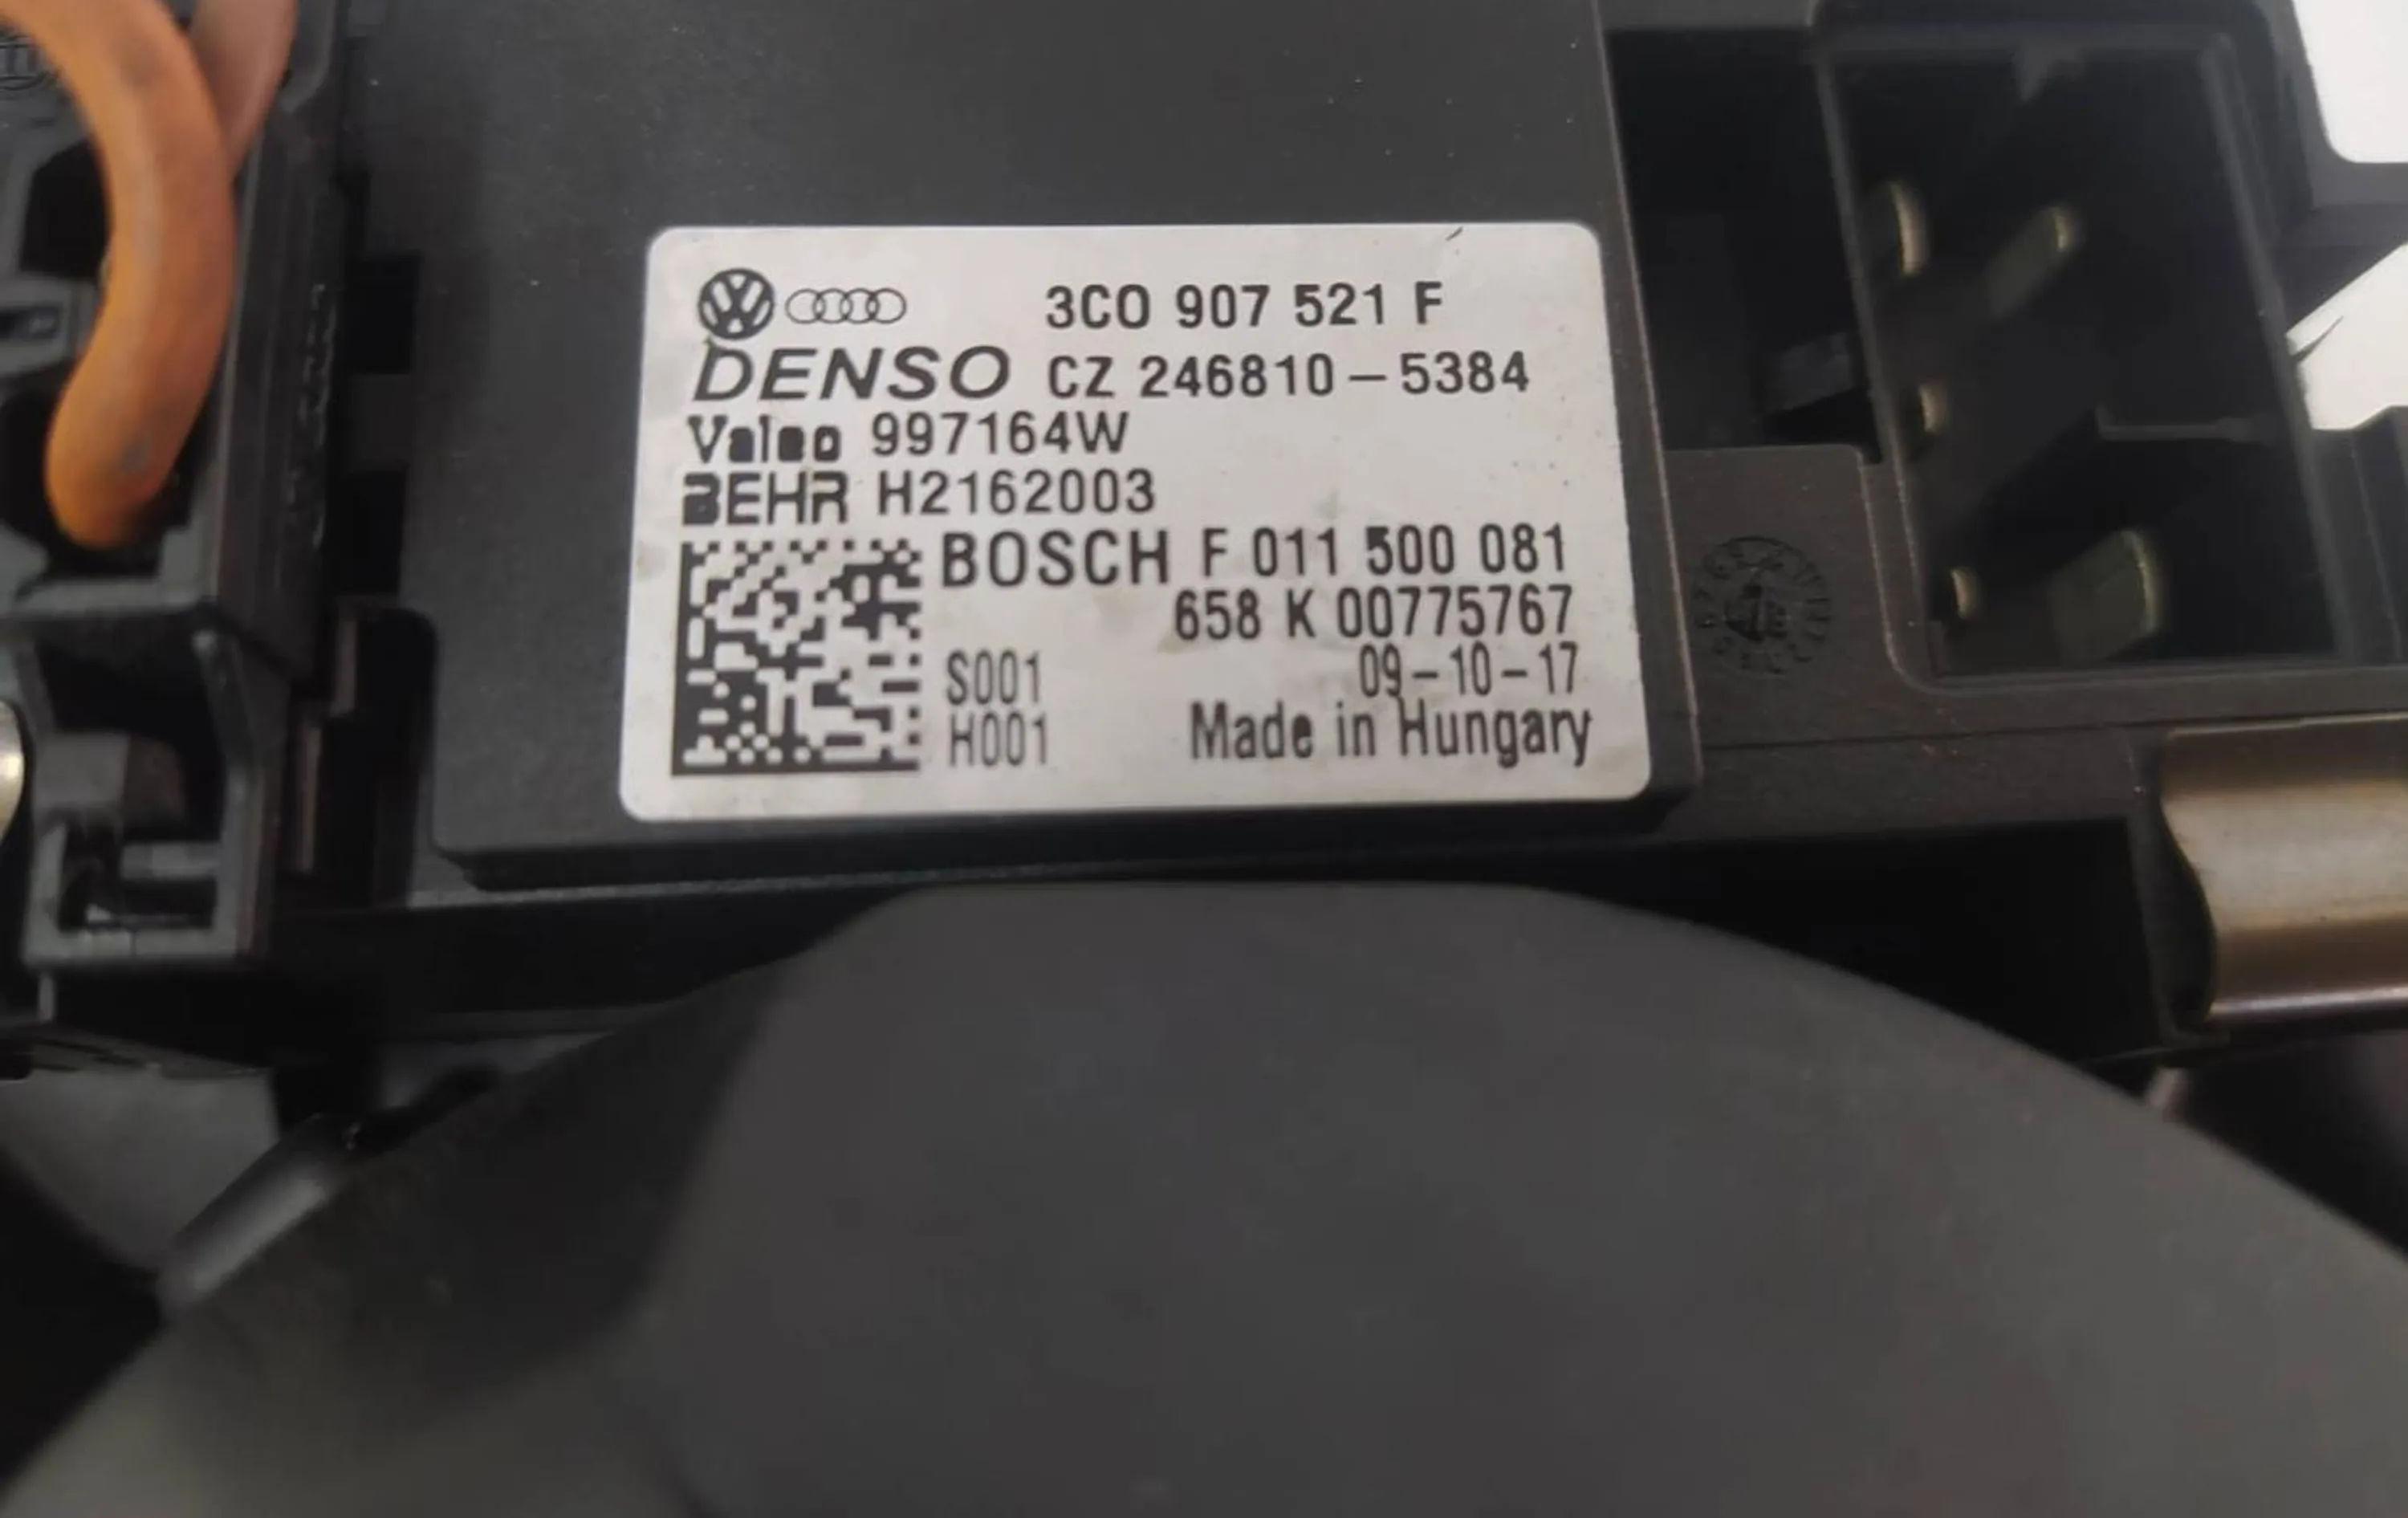 3C0 907 521 F
DENSO CZ 246810-5384
Valeo 997164W
BEHR H2162003
BOSCH F 011 500 081
658 K 00775767
S001 09-10-17
H001 Made in Hungary